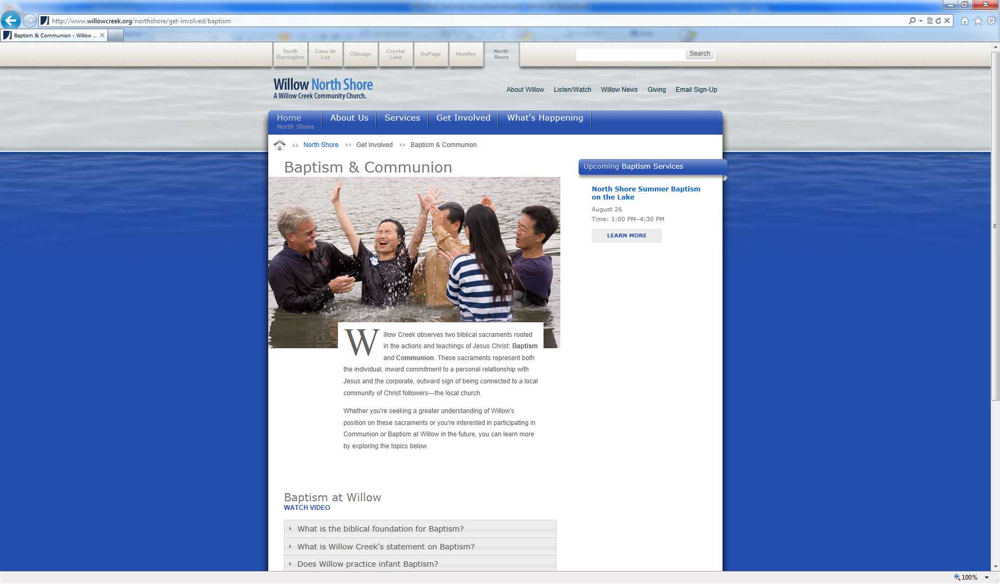 http://www.willowcreek.org/northshore/get-involved/baptism
Baptism & Communion - Willow ...
South Barrington
Casa de Luz
Chicago
Crystal Lake
DuPage
Huntley
North Shore
Search
Willow North Shore
A Willow Creek Community Church.
About Willow
Listen/Watch
Willow News
Giving
Email Sign-Up
Home
North Shore
About Us
Services
Get Involved
What's Happening
North Shore
Get Involved
Baptism & Communion
Baptism & Communion
Willow Creek observes two biblical sacraments rooted
in the actions and teachings of Jesus Christ: Baptism
and Communion. These sacraments represent both
the individual, inward commitment to a personal relationship with
Jesus and the corporate, outward sign of being connected to a local
community of Christ followers—the local church.
Whether you're seeking a greater understanding of Willow's
position on these sacraments or you're interested in participating in
Communion or Baptism at Willow in the future, you can learn more
by exploring the topics below.
Baptism at Willow
WATCH VIDEO
What is the biblical foundation for Baptism?
What is Willow Creek's statement on Baptism?
Does Willow practice infant Baptism?
Upcoming Baptism Services
North Shore Summer Baptism
on the Lake
August 26
Time: 1:00 PM–4:30 PM
LEARN MORE
100%